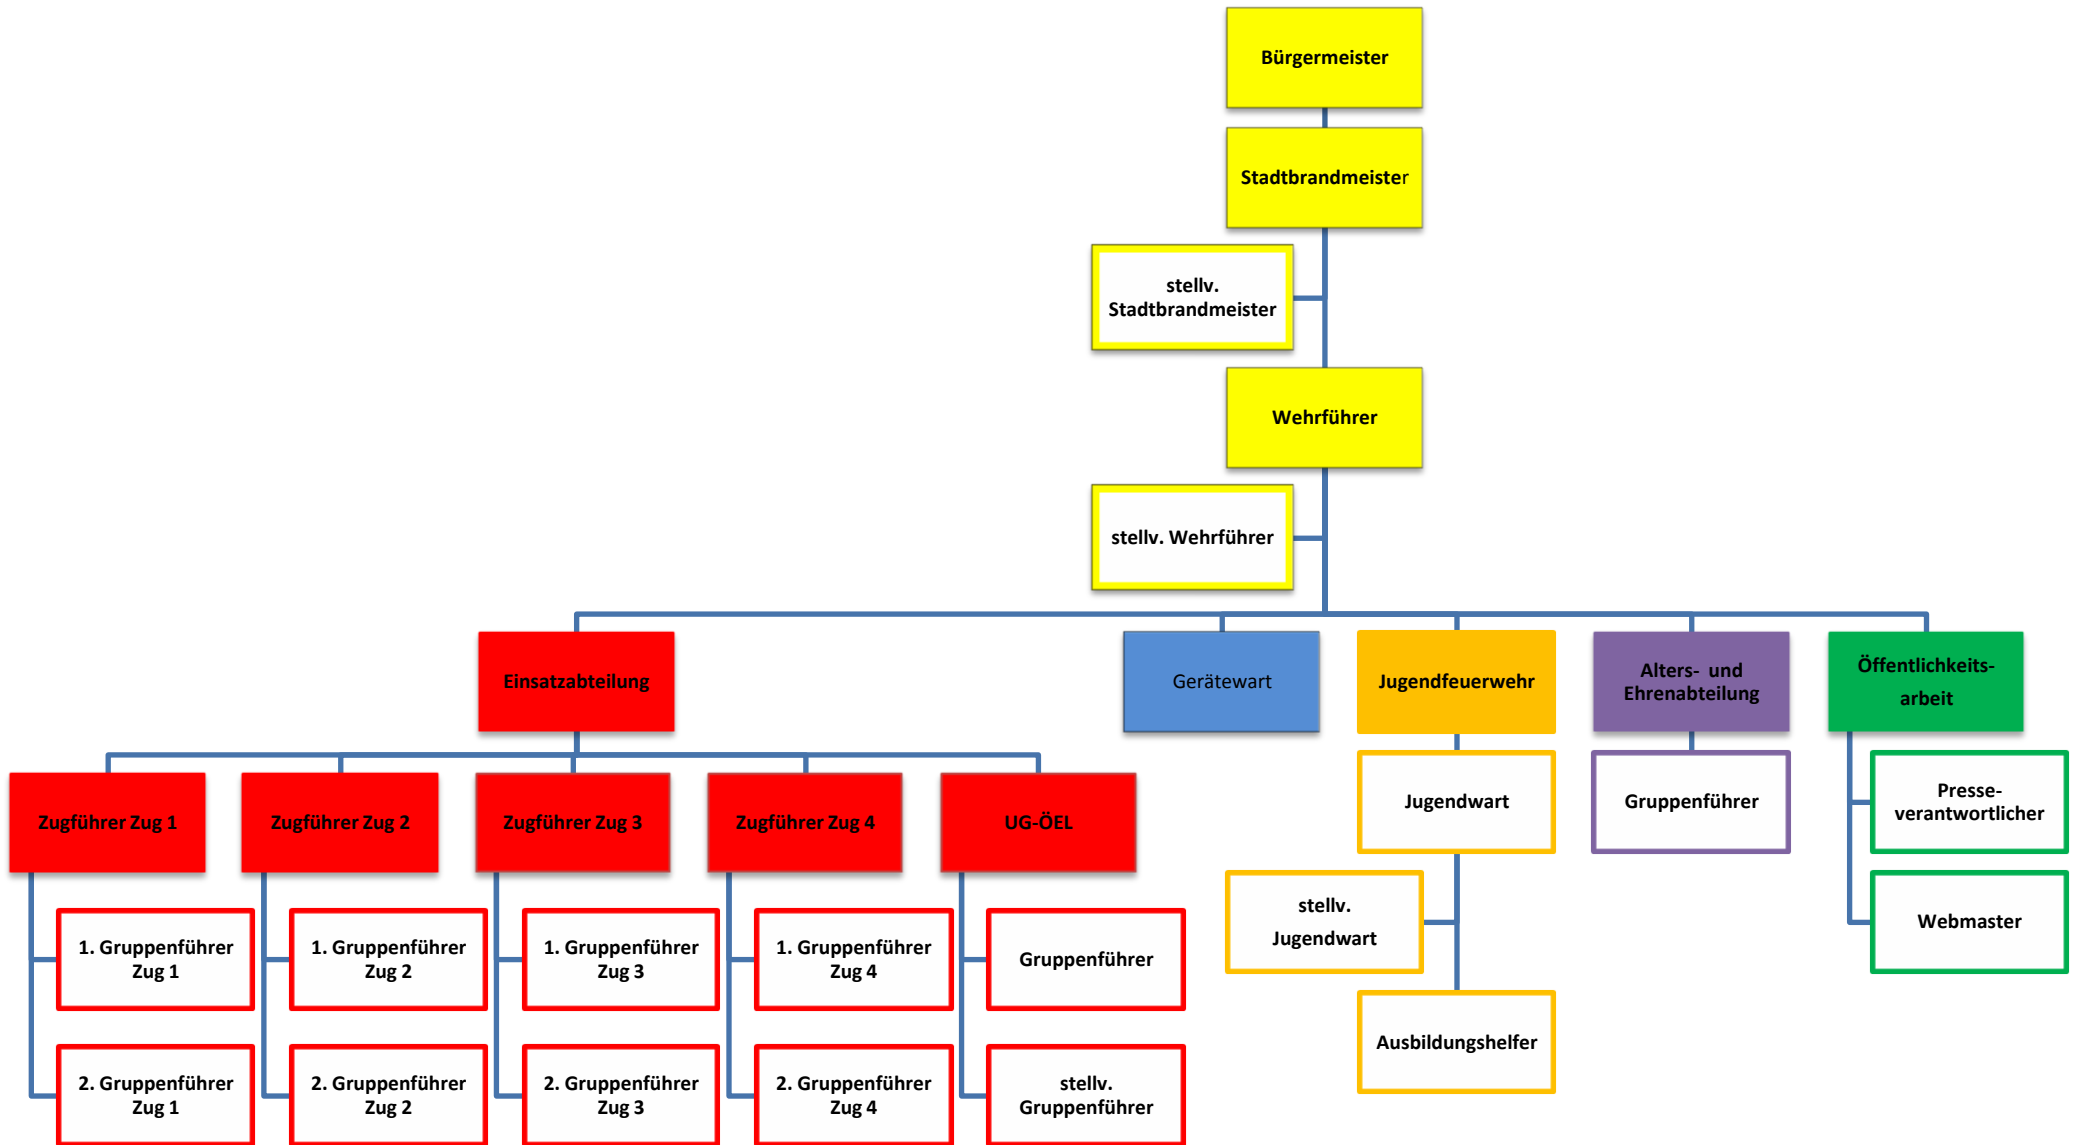 Bürgermeister
Stadtbrandmeister
stellv.
Stadtbrandmeister
Wehrführer
stellv. Wehrführer
Einsatzabteilung
Gerätewart
Jugendfeuerwehr
Alters- und
Ehrenabteilung
Öffentlichkeits-
arbeit
Zugführer Zug 1
Zugführer Zug 2
Zugführer Zug 3
Zugführer Zug 4
UG-ÖEL
Jugendwart
Gruppenführer
Presse-
verantwortlicher
1. Gruppenführer
Zug 1
1. Gruppenführer
Zug 2
1. Gruppenführer
Zug 3
1. Gruppenführer
Zug 4
Gruppenführer
stellv.
Jugendwart
Webmaster
2. Gruppenführer
Zug 1
2. Gruppenführer
Zug 2
2. Gruppenführer
Zug 3
2. Gruppenführer
Zug 4
stellv.
Gruppenführer
Ausbildungshelfer